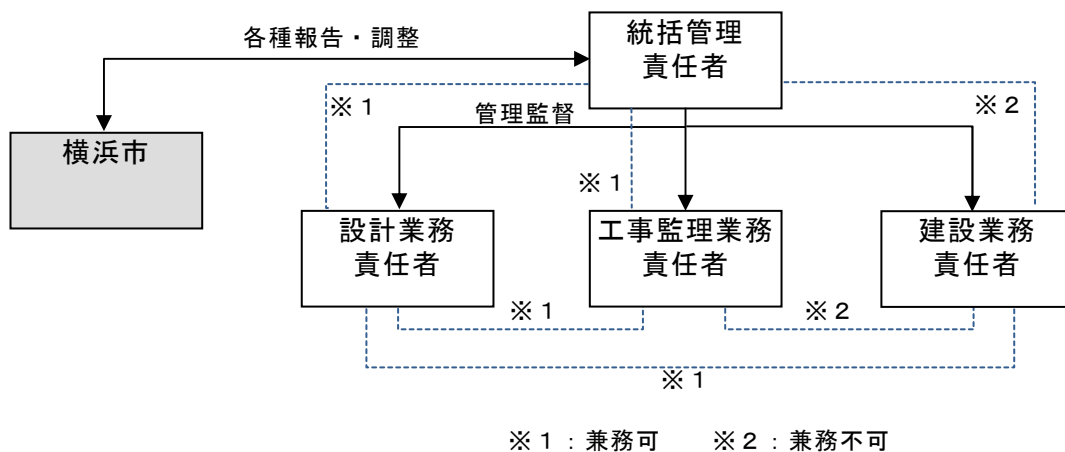 各種報告・調整
統括管理
責任者
※1
管理監督
※2
横浜市
※1
設計業務
責任者
工事監理業務
責任者
建設業務
責任者
※1
※2
※1
※1：兼務可　　※2：兼務不可